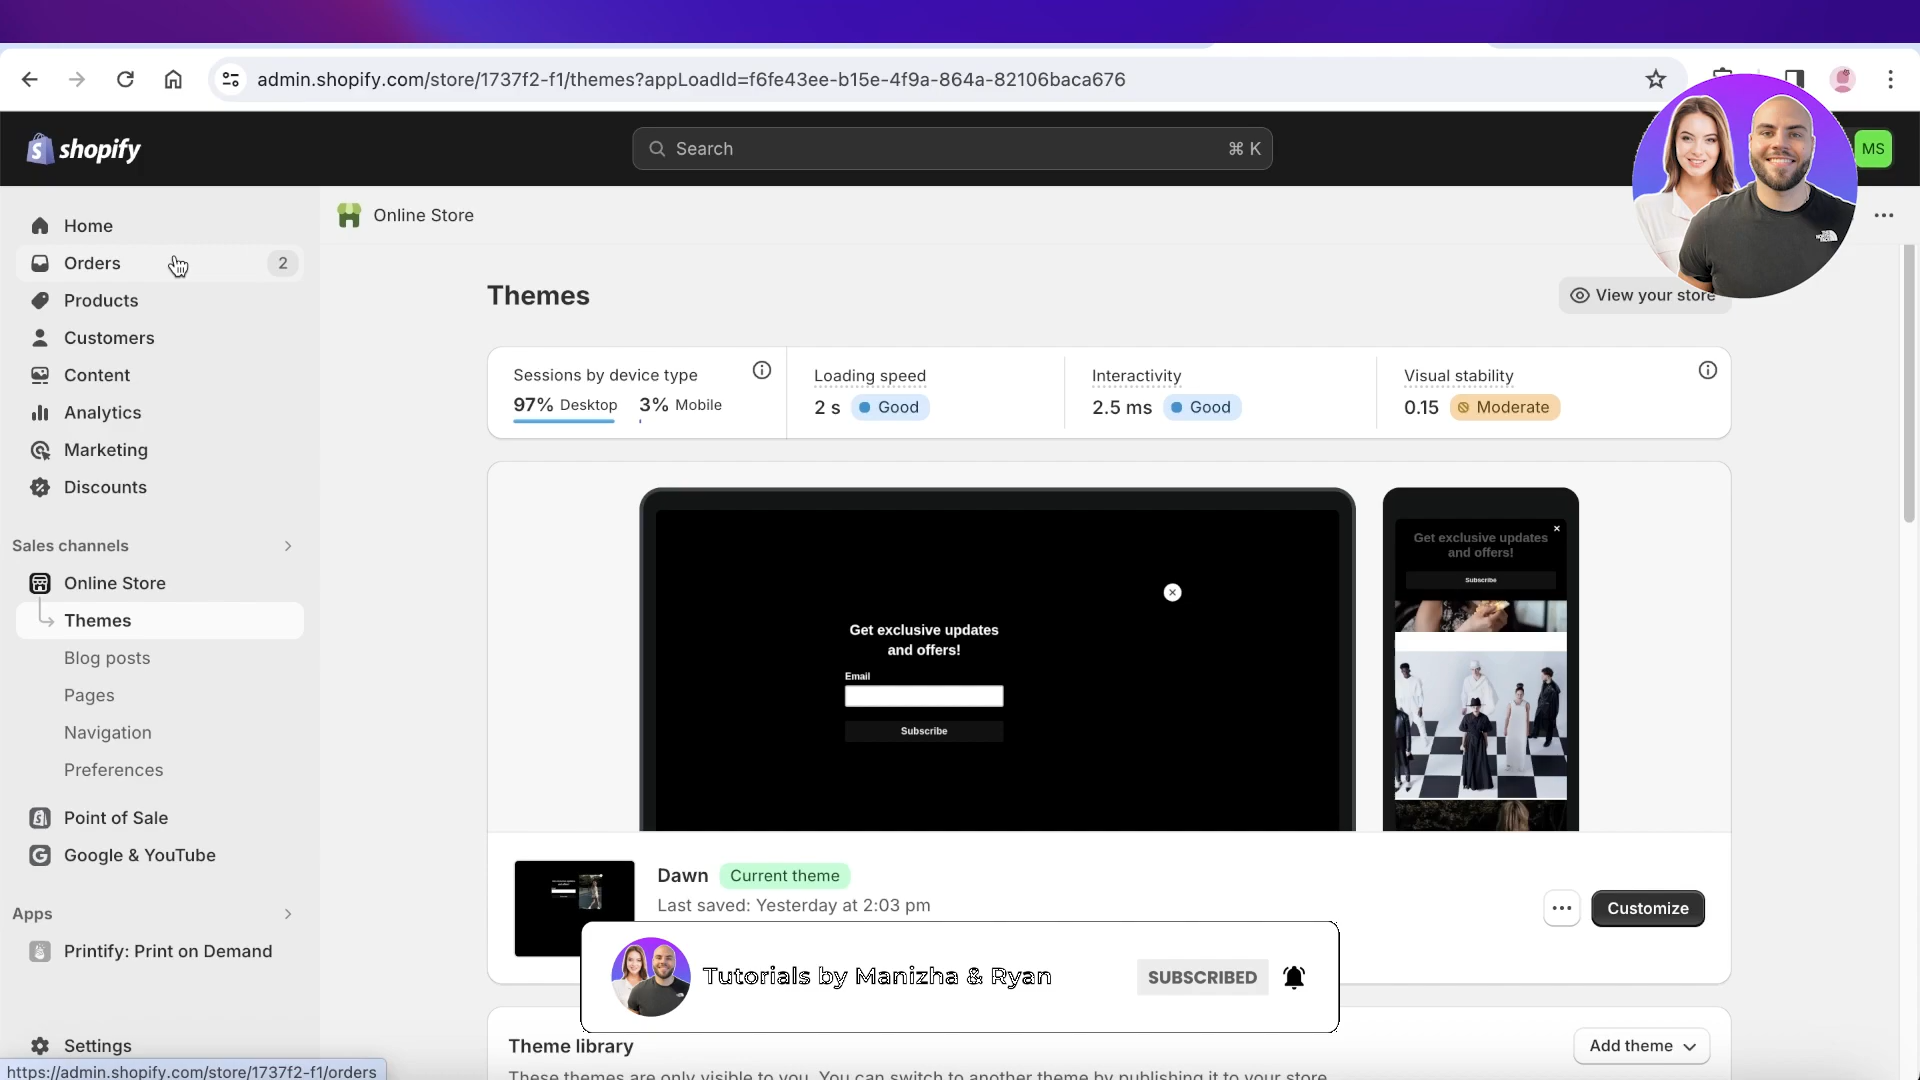 admin.shopify.com/store/1737f2-f1/themes?appLoadId=f6fe43ee-b15e-4f9a-864a-82106baca676
shopify
Search
⌘ K
MS
Home
Orders
2
Products
Customers
Content
Analytics
Marketing
Discounts
Sales channels
Online Store
Themes
Blog posts
Pages
Navigation
Preferences
Point of Sale
Google & YouTube
Apps
Printify: Print on Demand
Settings
https://admin.shopify.com/store/1737f2-f1/orders
Online Store
Themes
View your store
Sessions by device type
97% Desktop 3% Mobile
Loading speed
2 s Good
Interactivity
2.5 ms Good
Visual stability
0.15 Moderate
Get exclusive updates
and offers!
Email
Subscribe
Get exclusive updates
and offers!
Subscribe
Dawn Current theme
Last saved: Yesterday at 2:03 pm
Customize
Tutorials by Manizha & Ryan
SUBSCRIBED
Theme library
Add theme
These themes are only visible to you. You can switch to another theme by publishing it to your store.